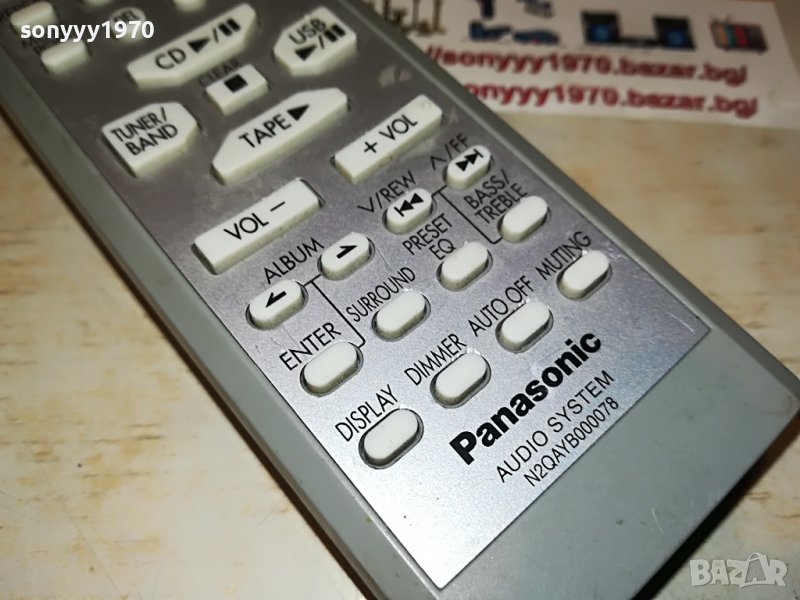 sonyyy1970
CD ▶/❚❚
USB
▶/❚❚
CLEAR
■
TUNER/
BAND
TAPE ▶
+ VOL
VOL −
∨/REW
∧/FF
ALBUM
PRESET
EQ
BASS/
TREBLE
ENTER
SURROUND
MUTING
DISPLAY
DIMMER
AUTO OFF
Panasonic
AUDIO SYSTEM
N2QAYB000078
//sonyyy1970.bazar.bg/
sonyyy1970.bazar.bg/
BAZAR